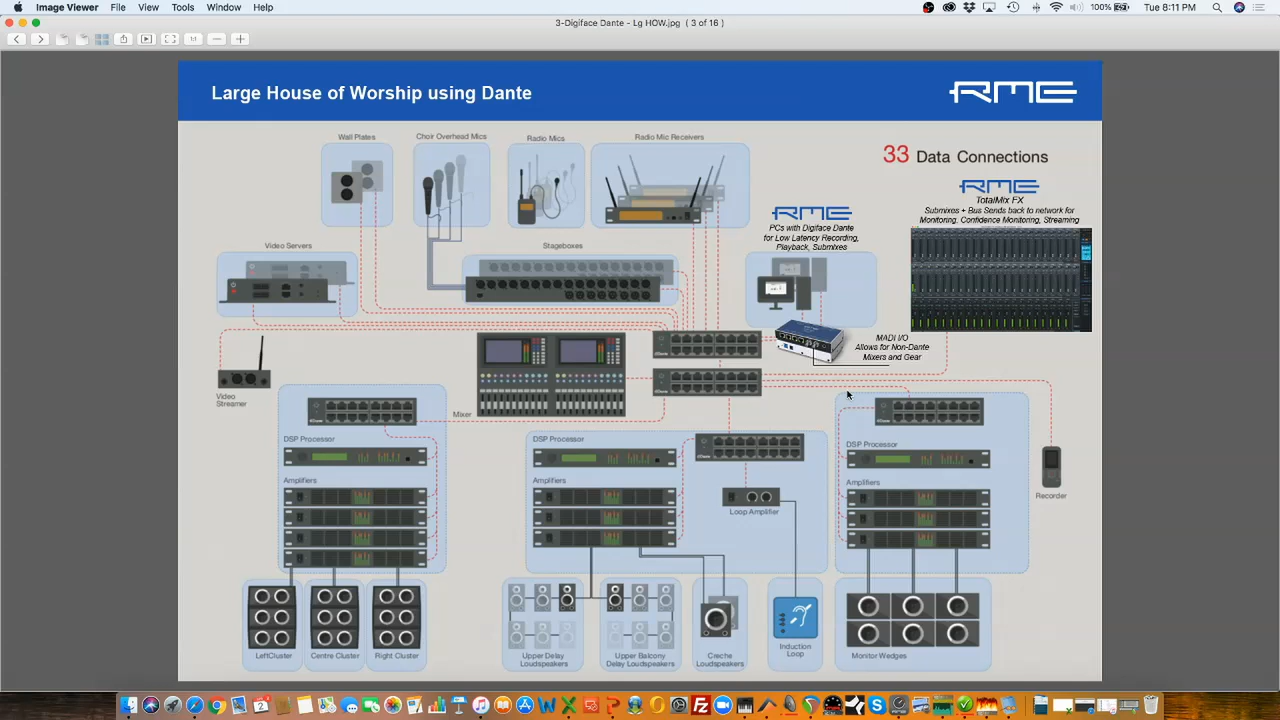 Image Viewer File View Tools Window Help
100% Tue 8:11 PM
3-Digiface Dante - Lg HOW.jpg ( 3 of 16 )
1:1
Large House of Worship using Dante
RME
Wall Plates
Choir Overhead Mics
Radio Mics
Radio Mic Receivers
33 Data Connections
RME
TotalMix FX
Submixes + Bus Sends back to network for
Monitoring, Confidence Monitoring, Streaming
RME
PCs with Digiface Dante
for Low Latency Recording,
Playback, Submixes
Video Servers
Stageboxes
MADI I/O
Allows for Non-Dante
Mixers and Gear
Video
Streamer
Mixer
DSP Processor
DSP Processor
DSP Processor
Amplifiers
Amplifiers
Amplifiers
Loop Amplifier
Recorder
LeftCluster
Centre Cluster
Right Cluster
Upper Delay
Loudspeakers
Upper Balcony
Delay Loudspeakers
Creche
Loudspeakers
Induction
Loop
Monitor Wedges